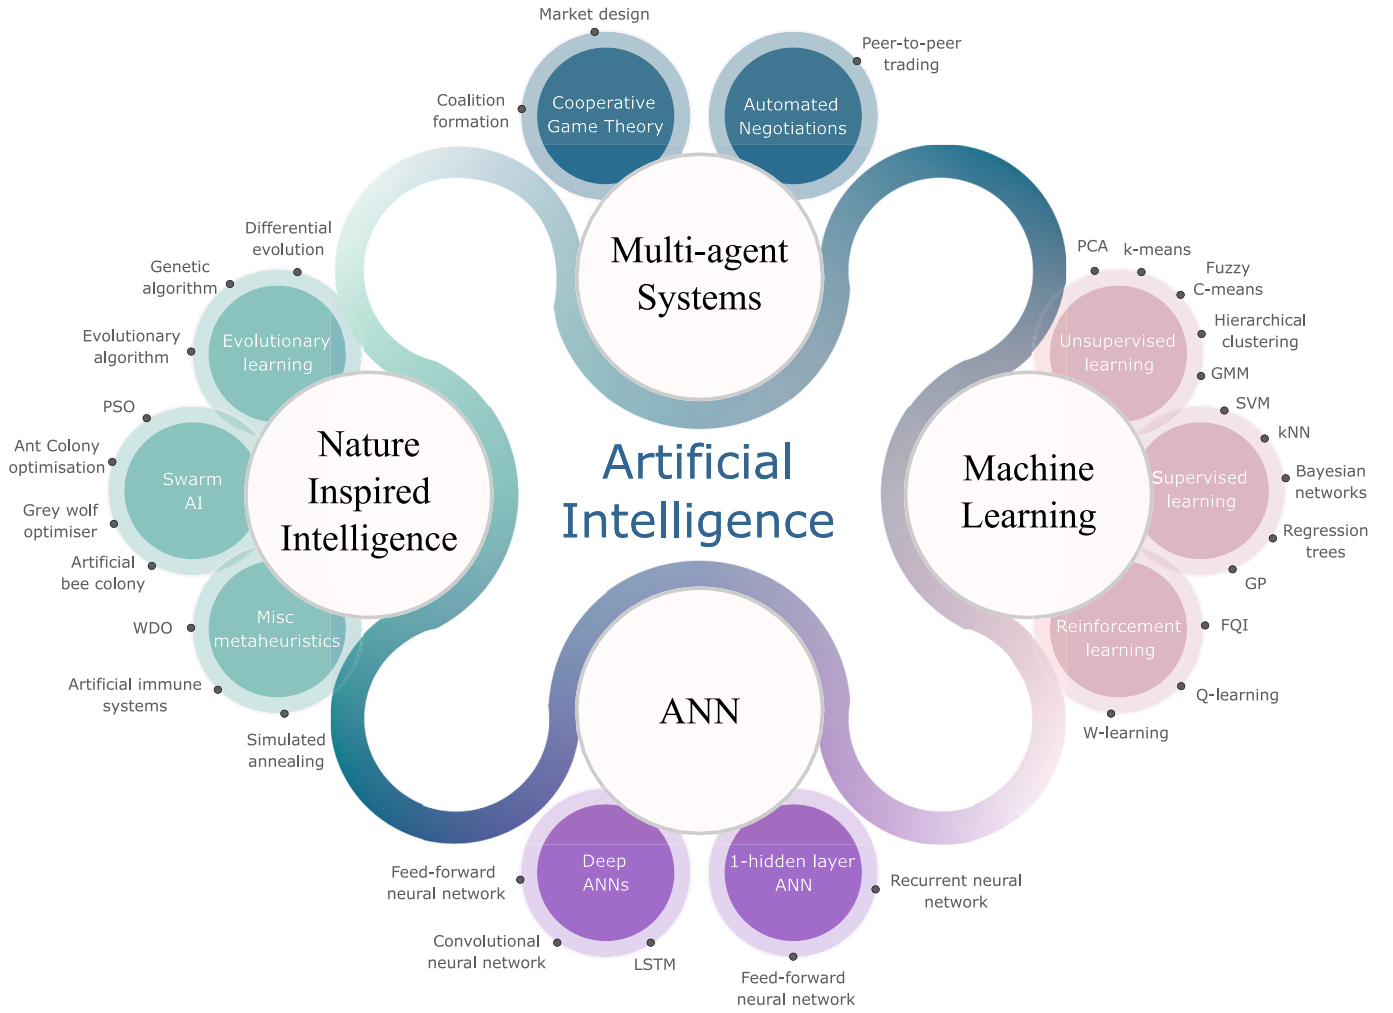 Market design
Coalition
formation
Cooperative
Game Theory
Automated
Negotiations
Peer-to-peer
trading
Multi-agent
Systems
Differential
evolution
Genetic
algorithm
Evolutionary
algorithm
Evolutionary
learning
PSO
Ant Colony
optimisation
Grey wolf
optimiser
Artificial
bee colony
Swarm
AI
WDO
Artificial immune
systems
Simulated
annealing
Misc
metaheuristics
Nature
Inspired
Intelligence
Artificial
Intelligence
Machine
Learning
PCA
k-means
Fuzzy
C-means
Hierarchical
clustering
GMM
Unsupervised
learning
SVM
kNN
Bayesian
networks
Regression
trees
GP
Supervised
learning
FQI
Q-learning
W-learning
Reinforcement
learning
ANN
Deep
ANNs
Feed-forward
neural network
Convolutional
neural network
LSTM
1-hidden layer
ANN
Recurrent neural
network
Feed-forward
neural network